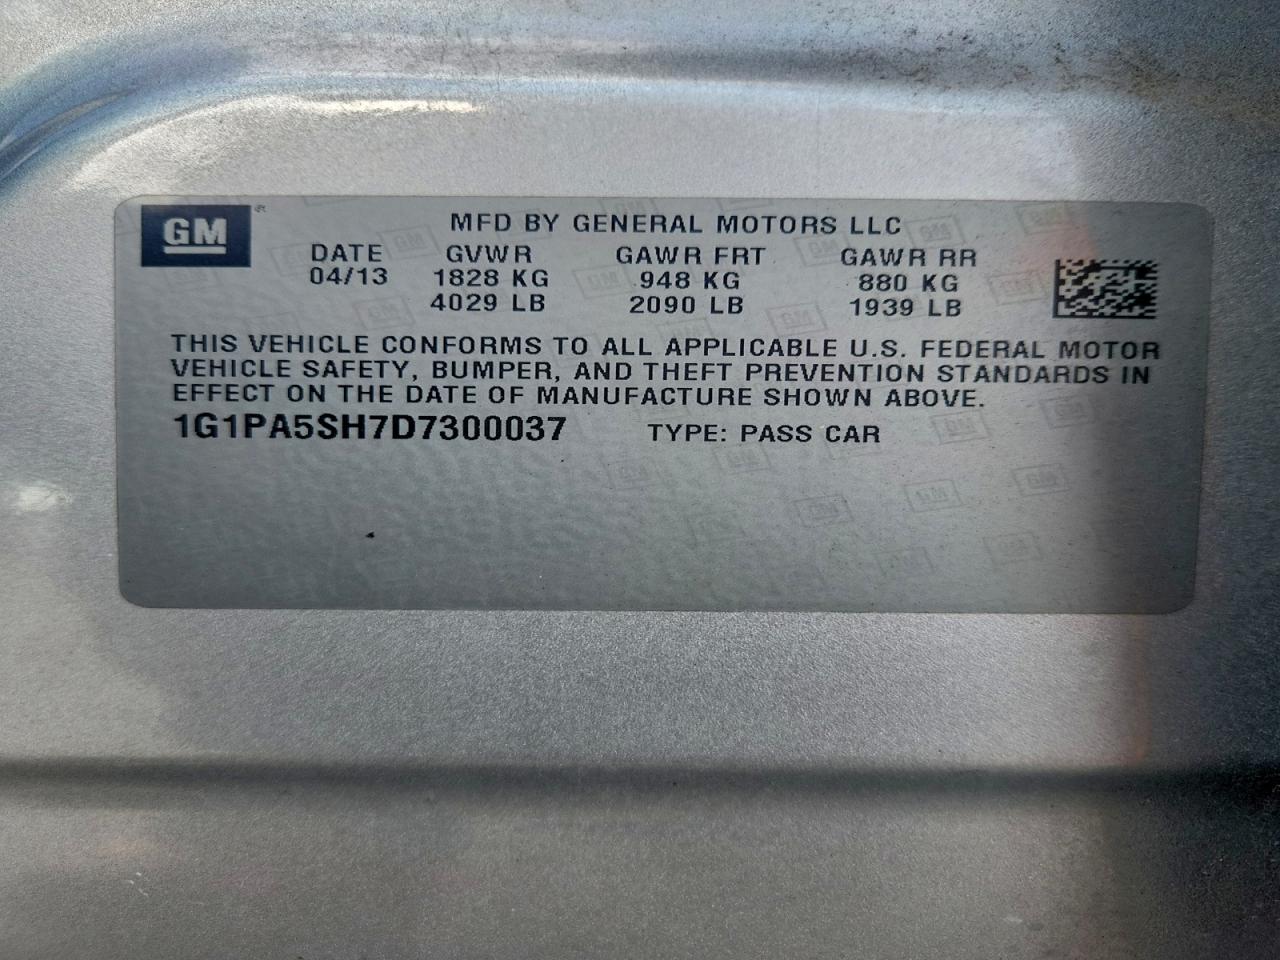 GM
MFD BY GENERAL MOTORS LLC
DATE GVWR GAWR FRT GAWR RR
04/13 1828 KG 948 KG 880 KG
4029 LB 2090 LB 1939 LB
THIS VEHICLE CONFORMS TO ALL APPLICABLE U.S. FEDERAL MOTOR
VEHICLE SAFETY, BUMPER, AND THEFT PREVENTION STANDARDS IN
EFFECT ON THE DATE OF MANUFACTURE SHOWN ABOVE.
1G1PA5SH7D7300037 TYPE: PASS CAR